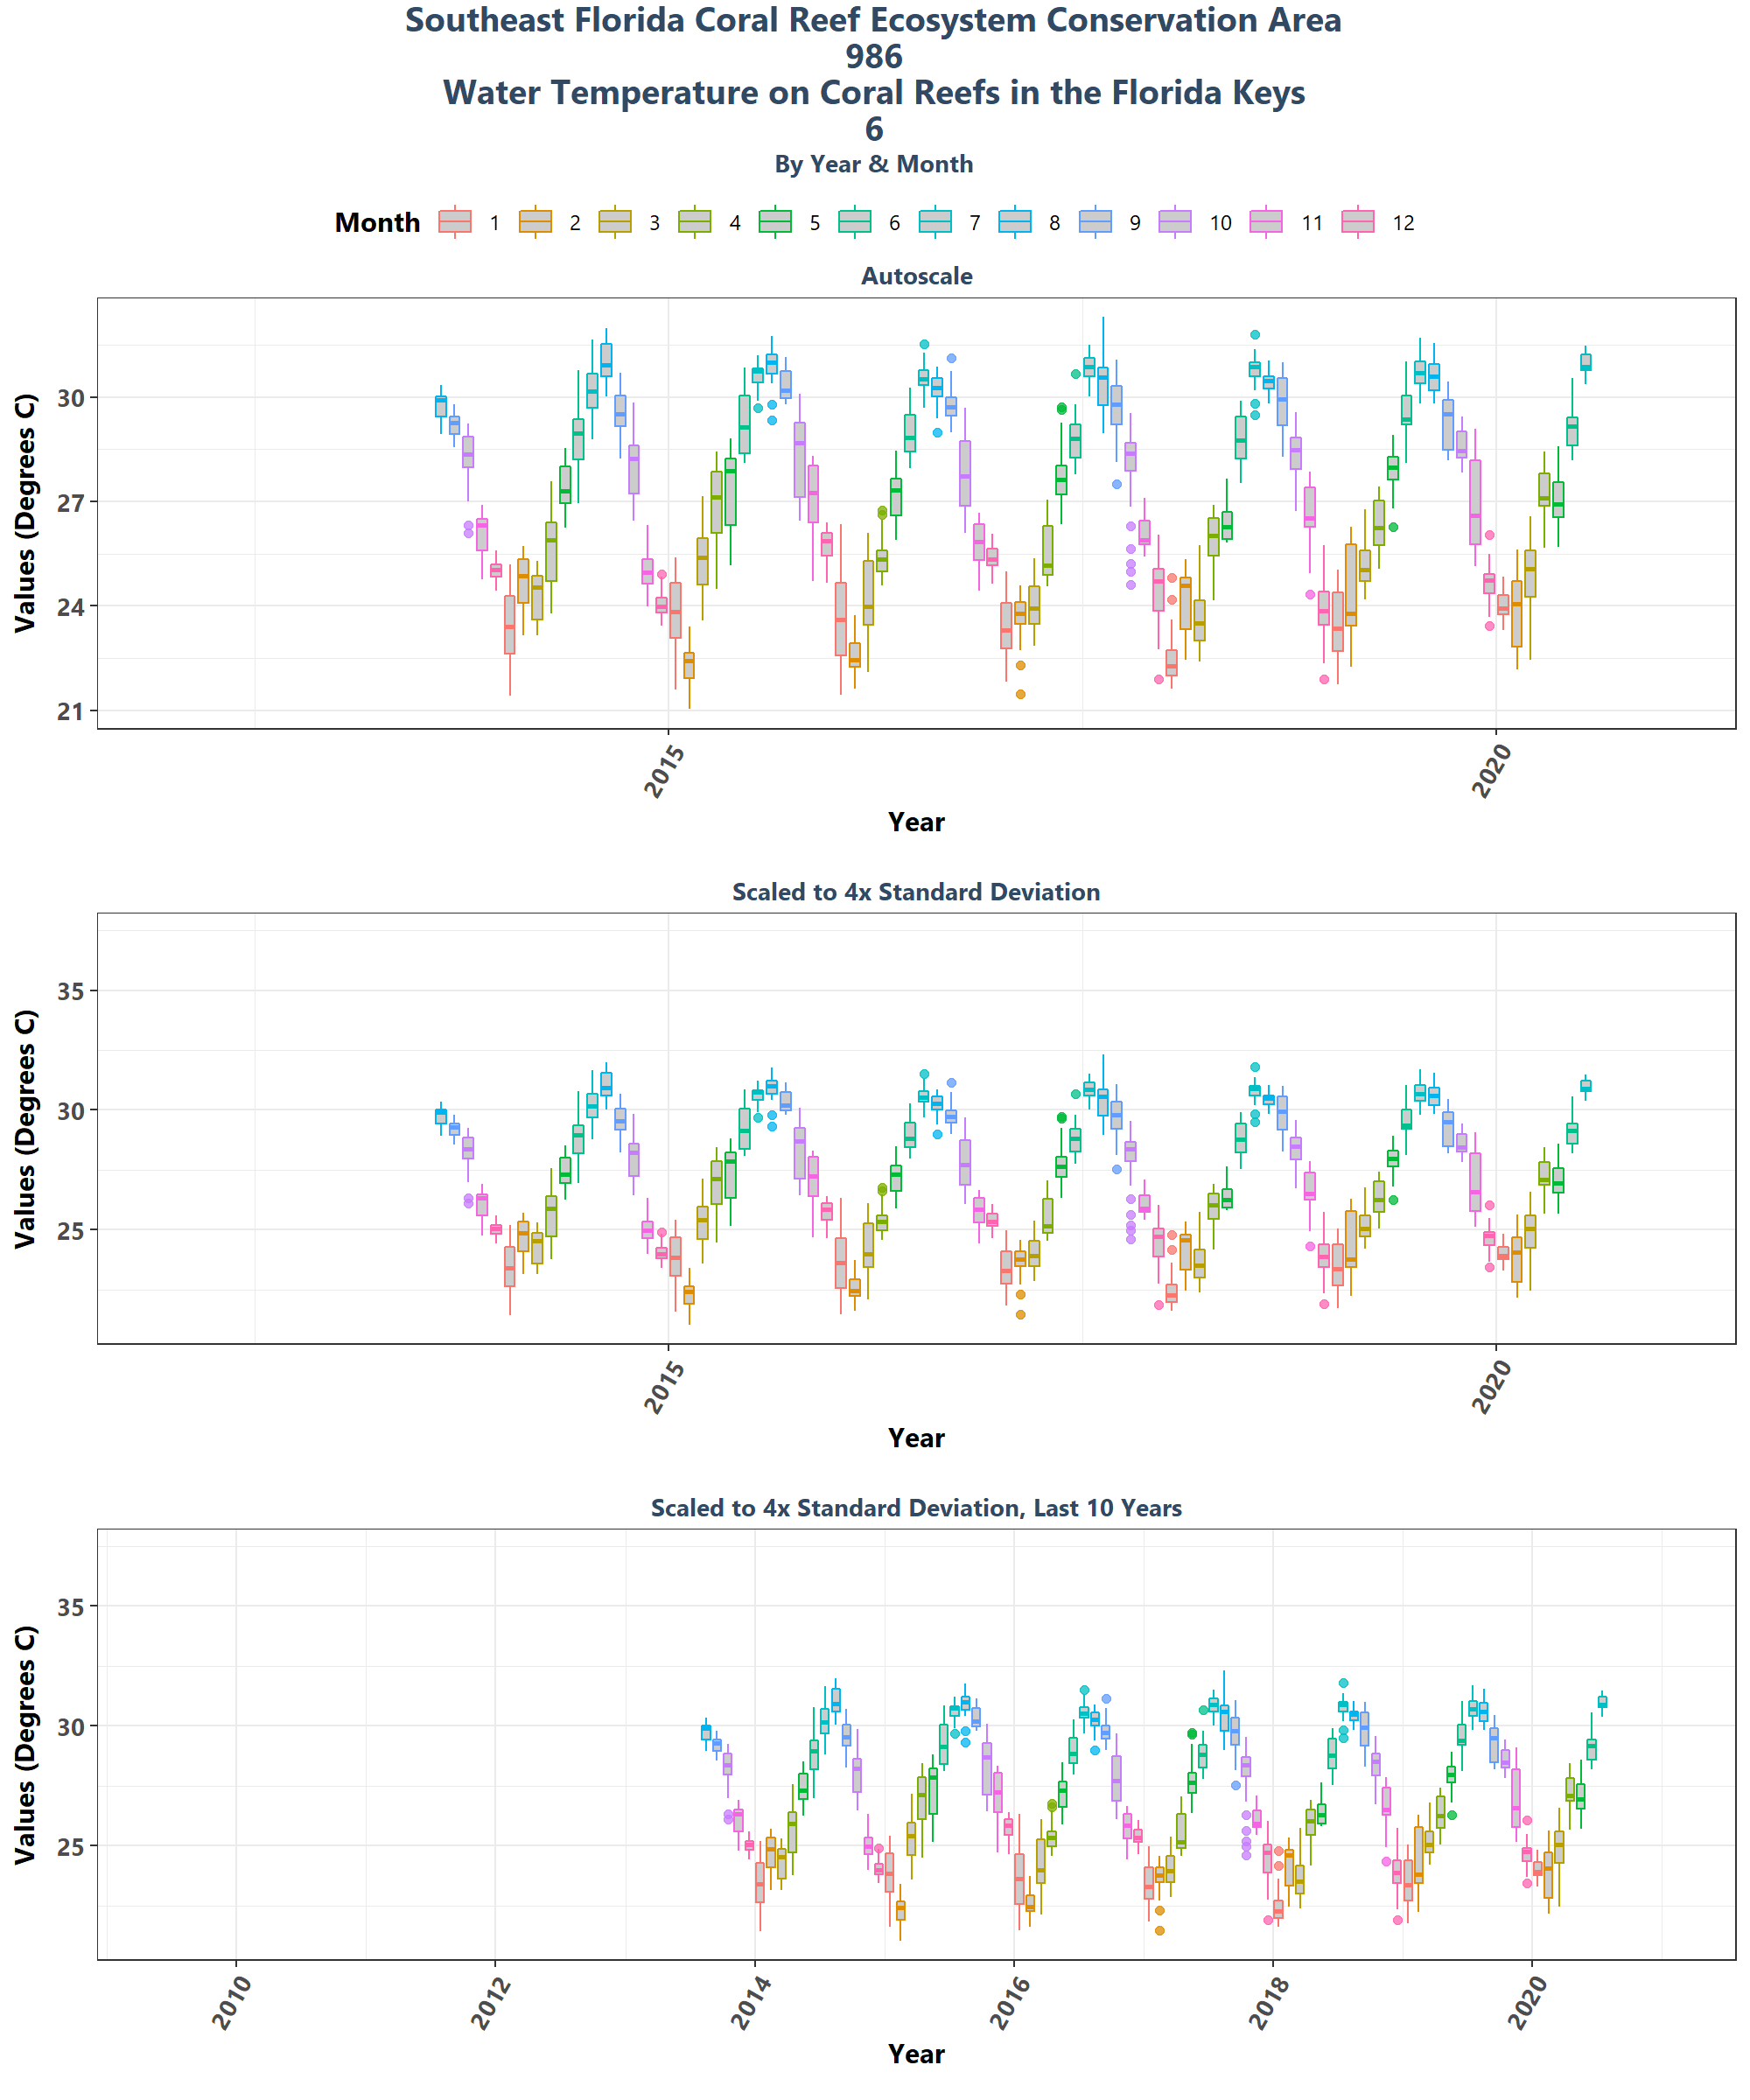 Southeast Florida Coral Reef Ecosystem Conservation Area
986
Water Temperature on Coral Reefs in the Florida Keys
6
By Year & Month
Month 1 2 3 4 5 6 7 8 9 10 11 12
Autoscale
Values (Degrees C)
30
27
24
21
2015 2020
Year
Scaled to 4x Standard Deviation
Values (Degrees C)
35
30
25
2015 2020
Year
Scaled to 4x Standard Deviation, Last 10 Years
Values (Degrees C)
35
30
25
2010 2012 2014 2016 2018 2020
Year